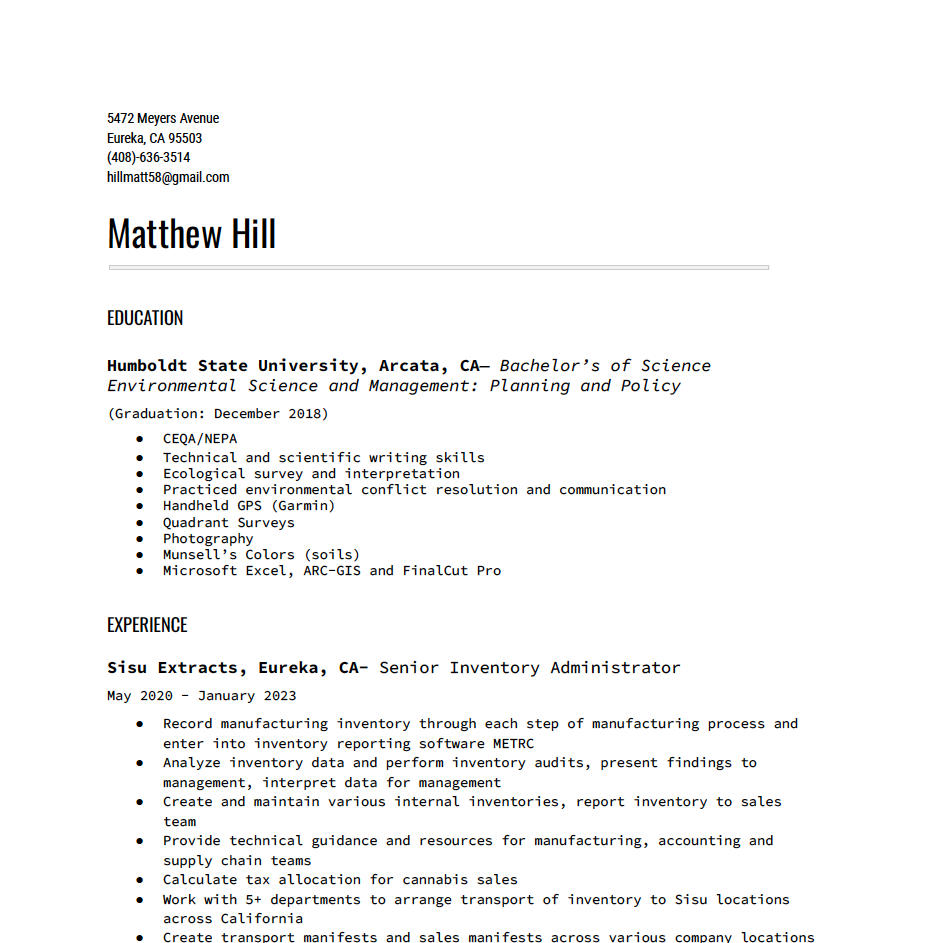 5472 Meyers Avenue
Eureka, CA 95503
(408)-636-3514
hillmatt58@gmail.com
Matthew Hill
EDUCATION
Humboldt State University, Arcata, CA— Bachelor’s of Science
Environmental Science and Management: Planning and Policy
(Graduation: December 2018)
● CEQA/NEPA
● Technical and scientific writing skills
● Ecological survey and interpretation
● Practiced environmental conflict resolution and communication
● Handheld GPS (Garmin)
● Quadrant Surveys
● Photography
● Munsell’s Colors (soils)
● Microsoft Excel, ARC-GIS and FinalCut Pro
EXPERIENCE
Sisu Extracts, Eureka, CA- Senior Inventory Administrator
May 2020 - January 2023
● Record manufacturing inventory through each step of manufacturing process and
enter into inventory reporting software METRC
● Analyze inventory data and perform inventory audits, present findings to
management, interpret data for management
● Create and maintain various internal inventories, report inventory to sales
team
● Provide technical guidance and resources for manufacturing, accounting and
supply chain teams
● Calculate tax allocation for cannabis sales
● Work with 5+ departments to arrange transport of inventory to Sisu locations
across California
● Create transport manifests and sales manifests across various company locations